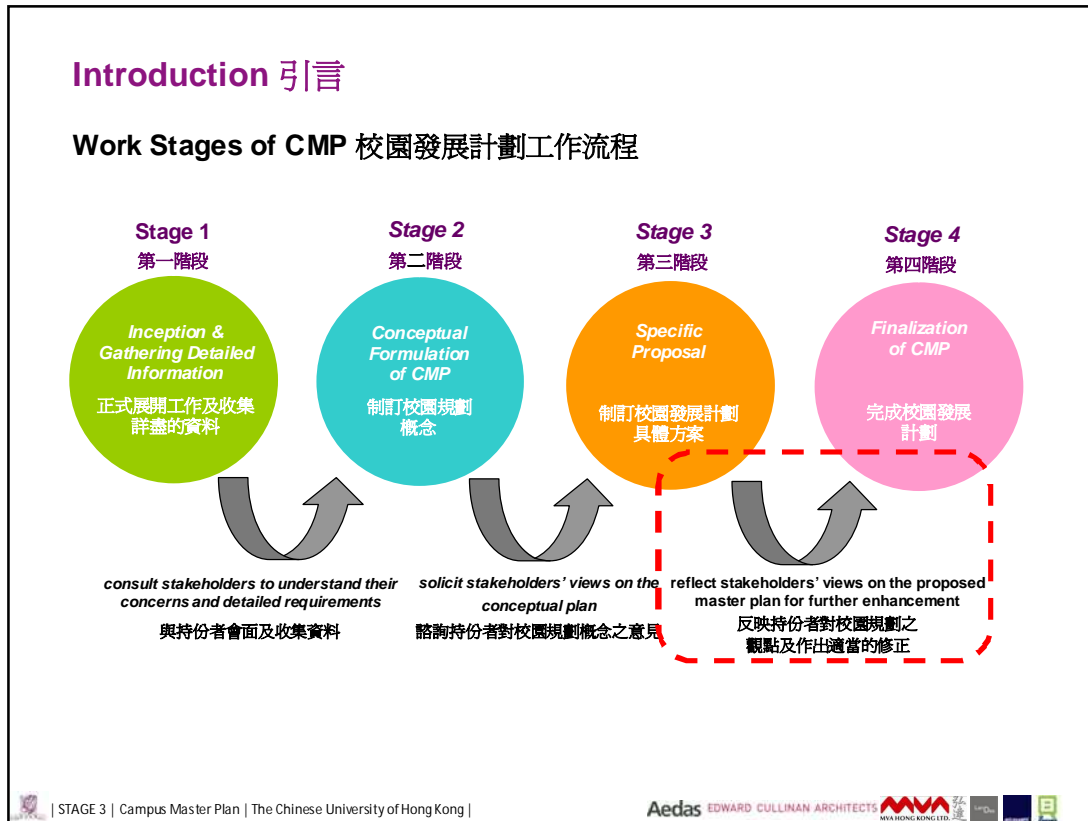 Introduction 引言
Work Stages of CMP 校園發展計劃工作流程
Stage 1
第一階段
Inception &
Gathering Detailed
Information
正式展開工作及收集
詳盡的資料
Stage 2
第二階段
Conceptual
Formulation
of CMP
制訂校園規劃
概念
Stage 3
第三階段
Specific
Proposal
制訂校園發展計劃
具體方案
Stage 4
第四階段
Finalization
of CMP
完成校園發展
計劃
consult stakeholders to understand their
concerns and detailed requirements
與持份者會面及收集資料
solicit stakeholders' views on the
conceptual plan
諮詢持份者對校園規劃概念之意見
reflect stakeholders' views on the proposed
master plan for further enhancement
反映持份者對校園規劃之
觀點及作出適當的修正
| STAGE 3 | Campus Master Plan | The Chinese University of Hong Kong |
Aedas EDWARD CULLINAN ARCHITECTS
MVA HONG KONG LTD.
弘達